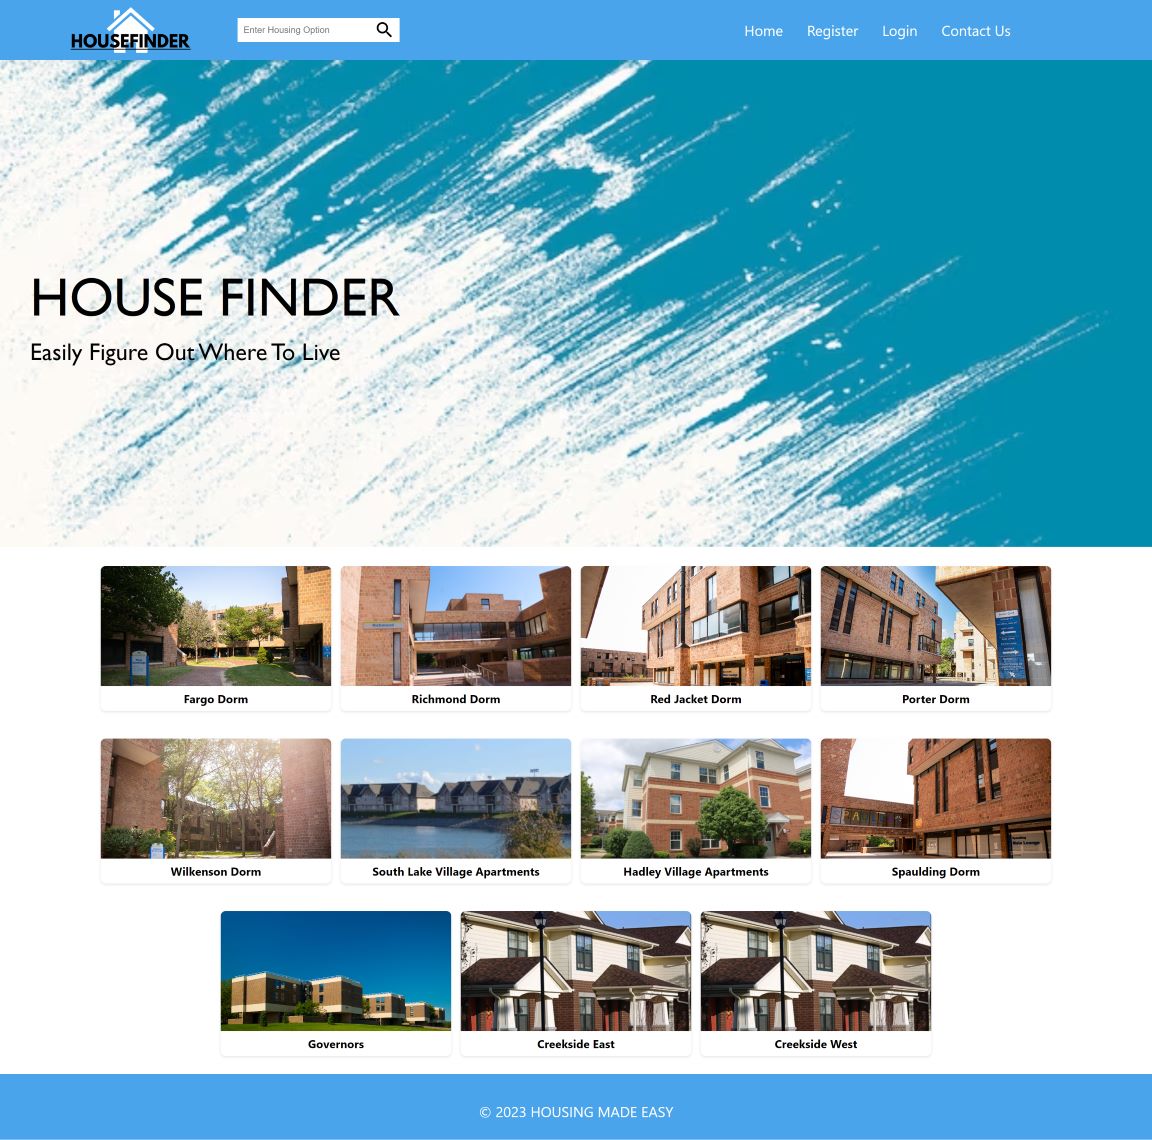 HOUSEFINDER
Enter Housing Option
Home Register Login Contact Us
HOUSE FINDER
Easily Figure Out Where To Live
Richmond
Fargo Dorm Richmond Dorm Red Jacket Dorm Porter Dorm
SPA
Wilkenson Dorm South Lake Village Apartments Hadley Village Apartments Spaulding Dorm
Governors Creekside East Creekside West
© 2023 HOUSING MADE EASY